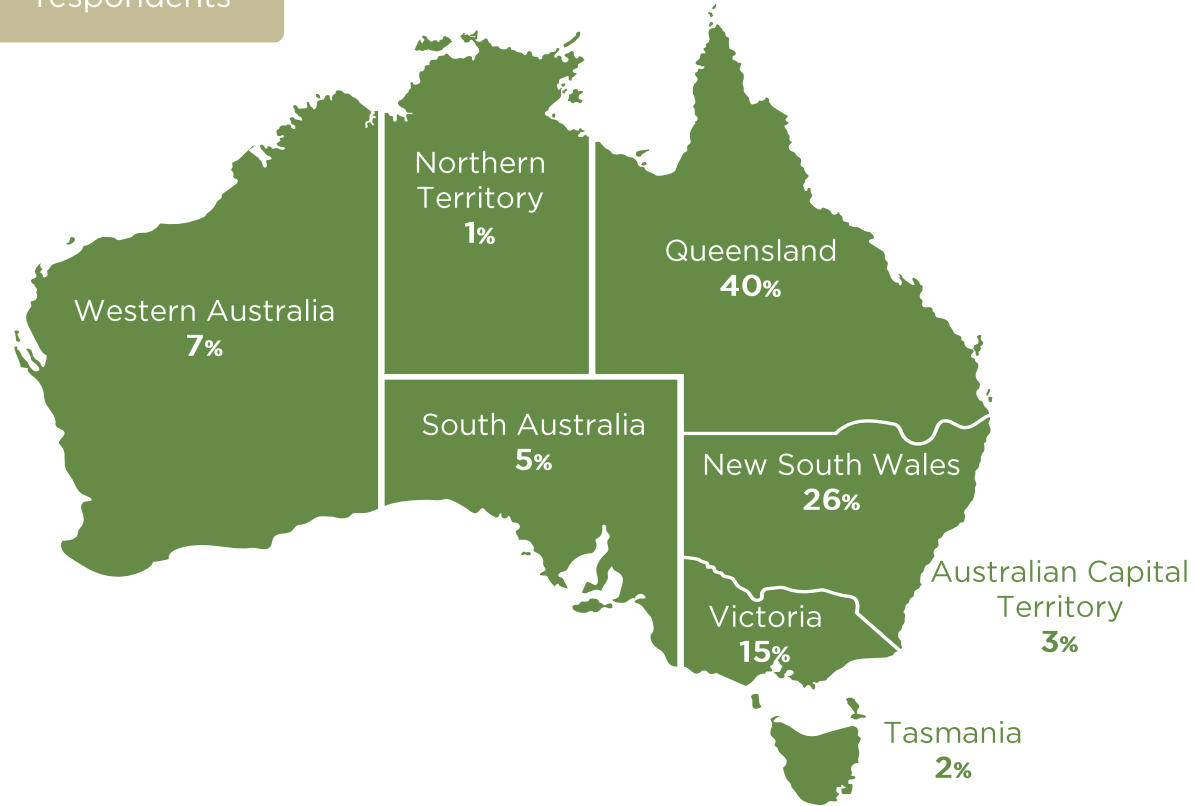 respondents
Northern
Territory
1%
Queensland
40%
Western Australia
7%
South Australia
5%
New South Wales
26%
Australian Capital
Territory
3%
Victoria
15%
Tasmania
2%